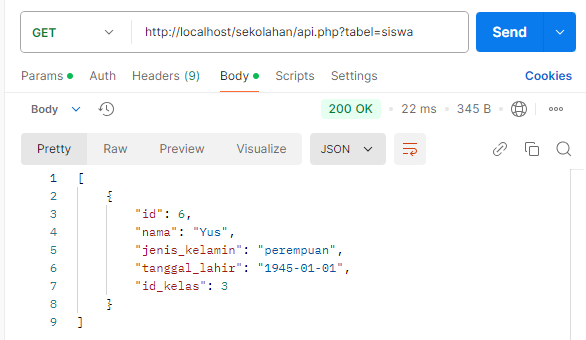 GET http://localhost/sekolahan/api.php?tabel=siswa Send
Params Auth Headers (9) Body Scripts Settings Cookies
Body 200 OK 22 ms 345 B
Pretty Raw Preview Visualize JSON
1 [
2 {
3 "id": 6,
4 "nama": "Yus",
5 "jenis_kelamin": "perempuan",
6 "tanggal_lahir": "1945-01-01",
7 "id_kelas": 3
8 }
9 ]